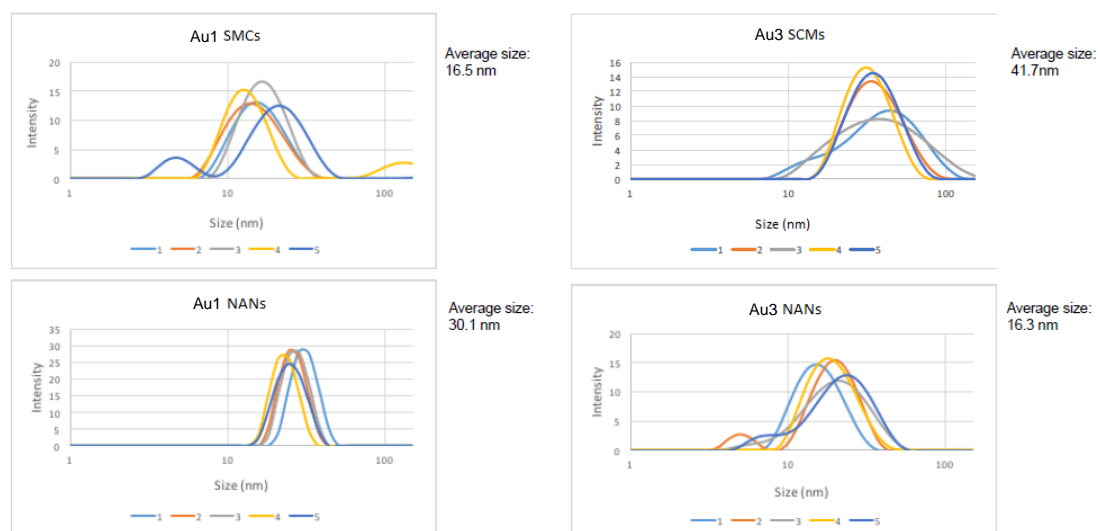 Au1 SMCs
Average size:
16.5 nm
20
15
10
5
0
Intensity
1 10 100
Size (nm)
1 2 3 4 5
Au3 SCMs
Average size:
41.7nm
16
14
12
10
8
6
4
2
0
Intensity
1 10 100
Size (nm)
1 2 3 4 5
Au1 NANs
Average size:
30.1 nm
35
30
25
20
15
10
5
0
Intensity
1 10 100
Size (nm)
1 2 3 4 5
Au3 NANs
Average size:
16.3 nm
20
15
10
5
0
Intensity
1 10 100
Size (nm)
1 2 3 4 5